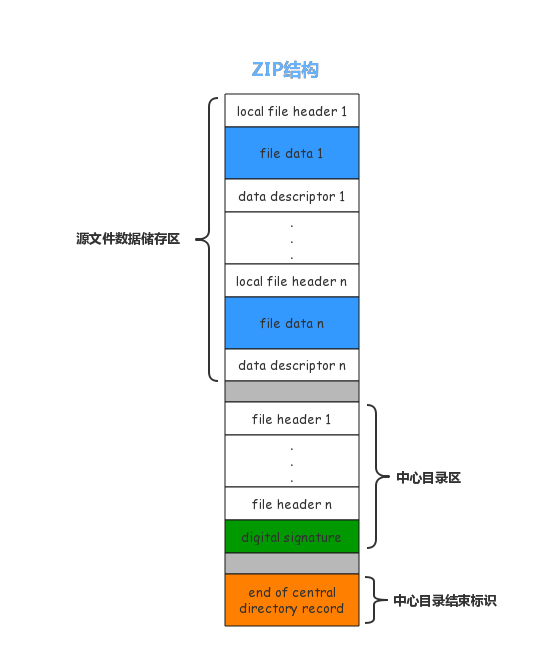 ZIP结构
local file header 1
file data 1
data descriptor 1
.
.
.
源文件数据储存区
local file header n
file data n
data descriptor n
file header 1
.
.
.
中心目录区
file header n
digital signature
end of central
directory record
中心目录结束标识